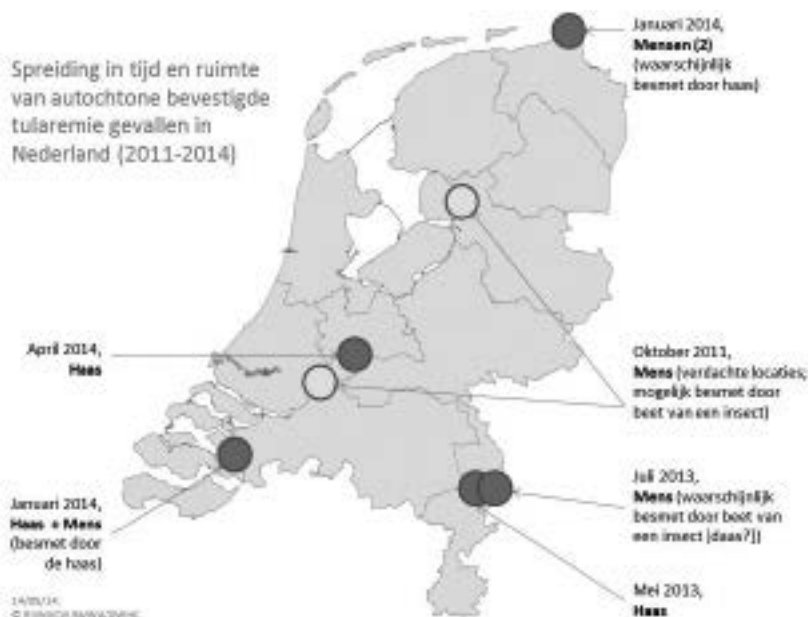 Spreiding in tijd en ruimte
van autochtone bevestigde
tularemie gevallen in
Nederland (2011-2014)
Januari 2014,
Mensen (2)
(waarschijnlijk
besmet door haas)
April 2014,
Haas
Oktober 2011,
Mens (verdachte locaties;
mogelijk besmet door
beet van een insect)
Januari 2014,
Haas + Mens
(besmet door
de haas)
Juli 2013,
Mens (waarschijnlijk
besmet door beet van
een insect [daas?])
Mei 2013,
Haas
14/05/14,
©